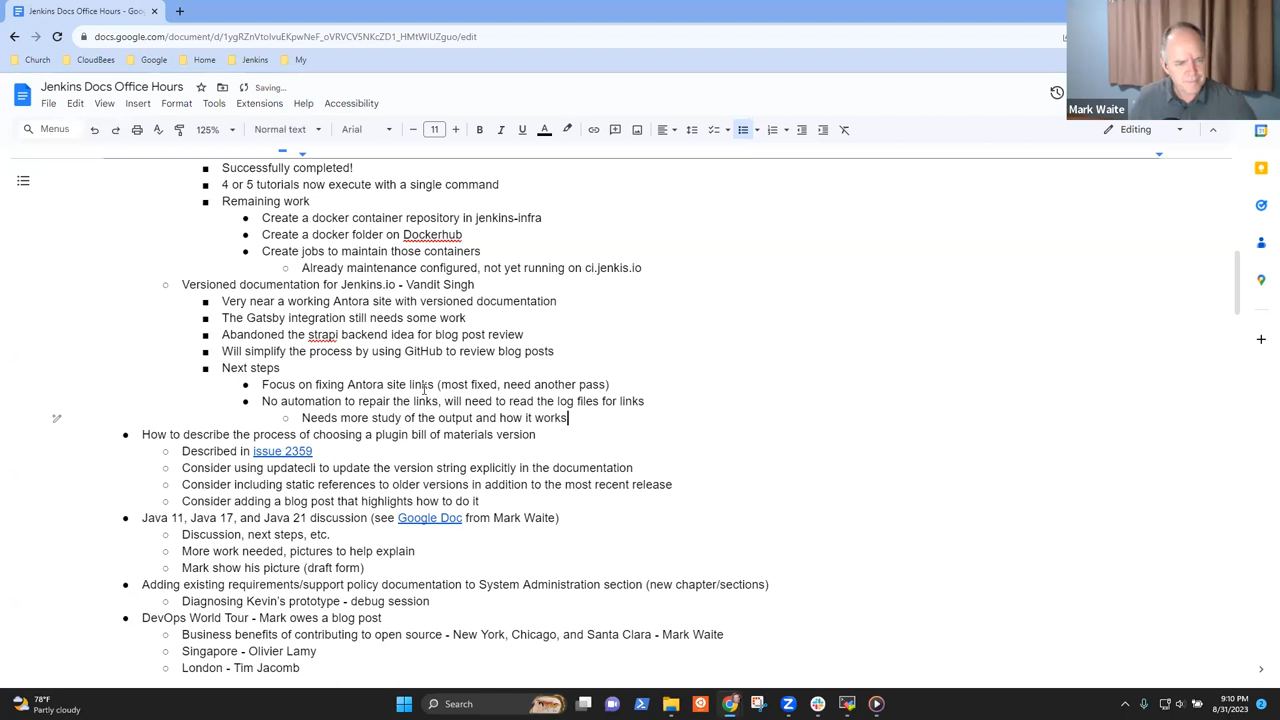 Jenkins Docs Office Hours - Goo
docs.google.com/document/d/1ygRZnVtoIvuEKpwNeF_oVRVCV5NKcZD1_HMtWIUZguo/edit
Church
CloudBees
Google
Home
Jenkins
My
Jenkins Docs Office Hours
Saving...
File Edit View Insert Format Tools Extensions Help Accessibility
Mark Waite
Menus
125%
Normal text
Arial
11
Editing
Successfully completed!
4 or 5 tutorials now execute with a single command
Remaining work
Create a docker container repository in jenkins-infra
Create a docker folder on Dockerhub
Create jobs to maintain those containers
Already maintenance configured, not yet running on ci.jenkis.io
Versioned documentation for Jenkins.io - Vandit Singh
Very near a working Antora site with versioned documentation
The Gatsby integration still needs some work
Abandoned the strapi backend idea for blog post review
Will simplify the process by using GitHub to review blog posts
Next steps
Focus on fixing Antora site links (most fixed, need another pass)
No automation to repair the links, will need to read the log files for links
Needs more study of the output and how it works
How to describe the process of choosing a plugin bill of materials version
Described in issue 2359
Consider using updatecli to update the version string explicitly in the documentation
Consider including static references to older versions in addition to the most recent release
Consider adding a blog post that highlights how to do it
Java 11, Java 17, and Java 21 discussion (see Google Doc from Mark Waite)
Discussion, next steps, etc.
More work needed, pictures to help explain
Mark show his picture (draft form)
Adding existing requirements/support policy documentation to System Administration section (new chapter/sections)
Diagnosing Kevin's prototype - debug session
DevOps World Tour - Mark owes a blog post
Business benefits of contributing to open source - New York, Chicago, and Santa Clara - Mark Waite
Singapore - Olivier Lamy
London - Tim Jacomb
78°F
Partly cloudy
Search
9:10 PM
8/31/2023